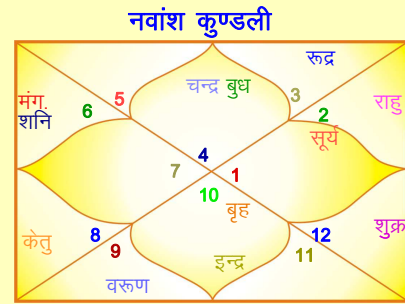 नवांश कुण्डली
रूद्र
चन्द्र बुध
मंग. 6 5 3 राहु
शनि 2
सूर्य
4
7 1
10
बृह
केतु 8 शुक्र
9 12
इन्द्र 11
वरूण